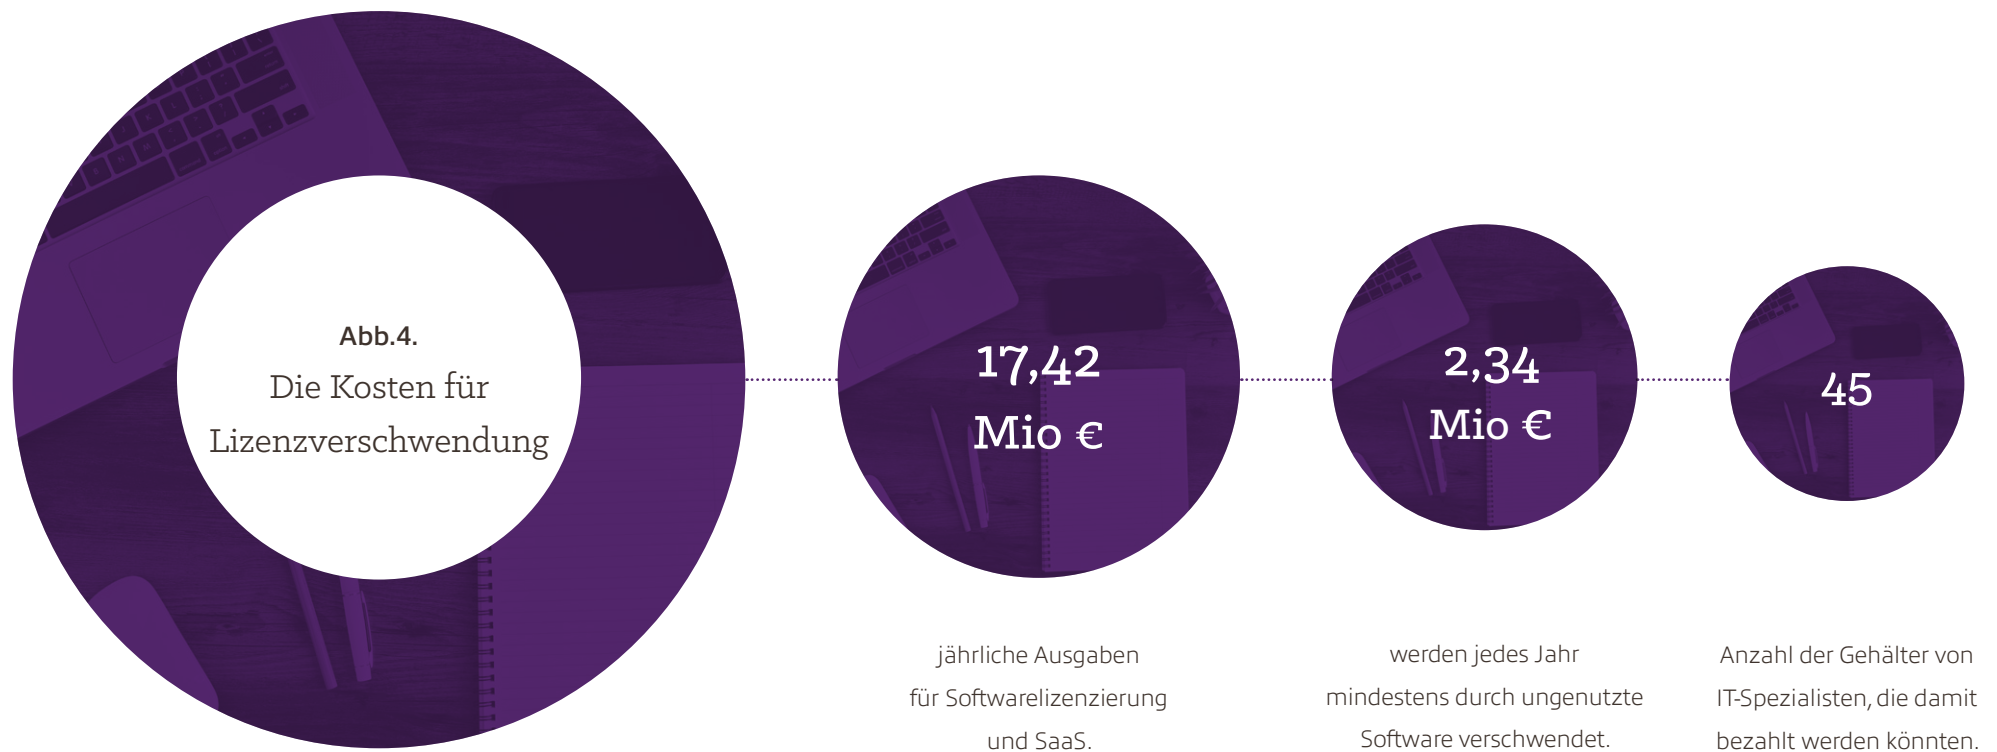 Abb.4.
Die Kosten für
Lizenzverschwendung
17,42
Mio €
jährliche Ausgaben
für Softwarelizenzierung
und SaaS.
2,34
Mio €
werden jedes Jahr
mindestens durch ungenutzte
Software verschwendet.
45
Anzahl der Gehälter von
IT-Spezialisten, die damit
bezahlt werden könnten.